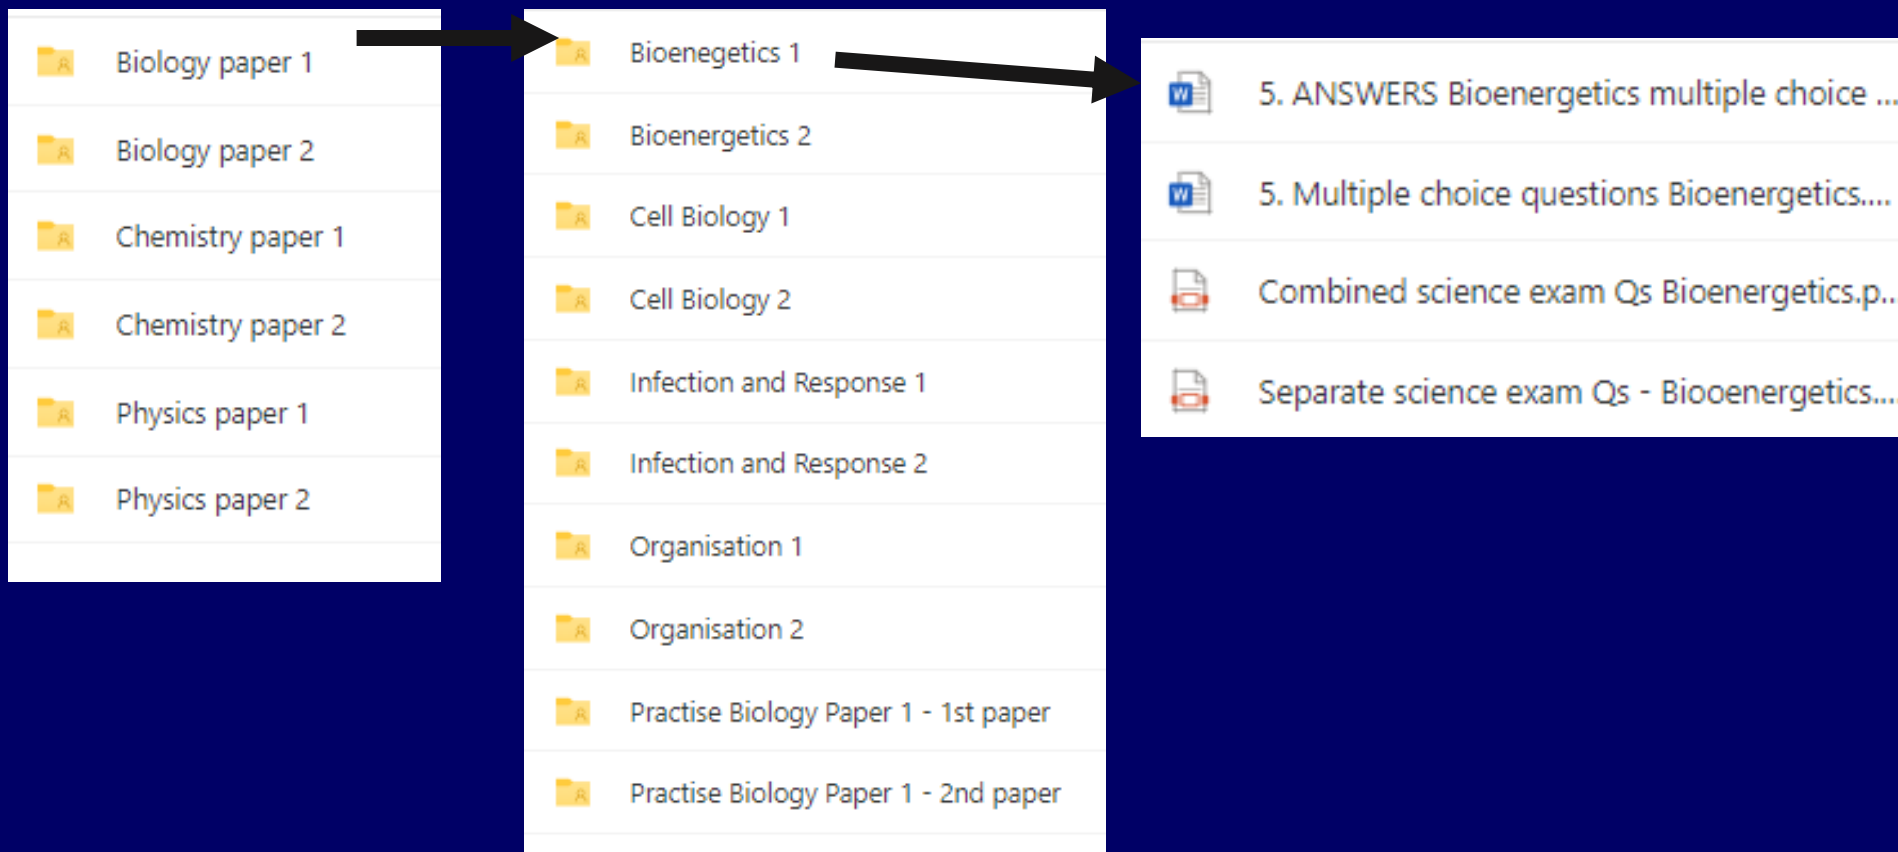 Biology paper 1
Biology paper 2
Chemistry paper 1
Chemistry paper 2
Physics paper 1
Physics paper 2
Bioenegetics 1
Bioenergetics 2
Cell Biology 1
Cell Biology 2
Infection and Response 1
Infection and Response 2
Organisation 1
Organisation 2
Practise Biology Paper 1 - 1st paper
Practise Biology Paper 1 - 2nd paper
5. ANSWERS Bioenergetics multiple choice ...
5. Multiple choice questions Bioenergetics....
Combined science exam Qs Bioenergetics.p...
Separate science exam Qs - Biooenergetics....